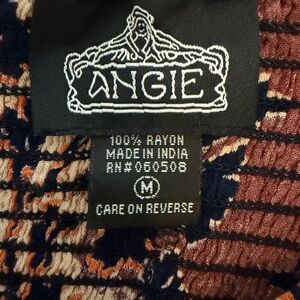 ANGIE
100% RAYON
MADE IN INDIA
RN#060508
M
CARE ON REVERSE